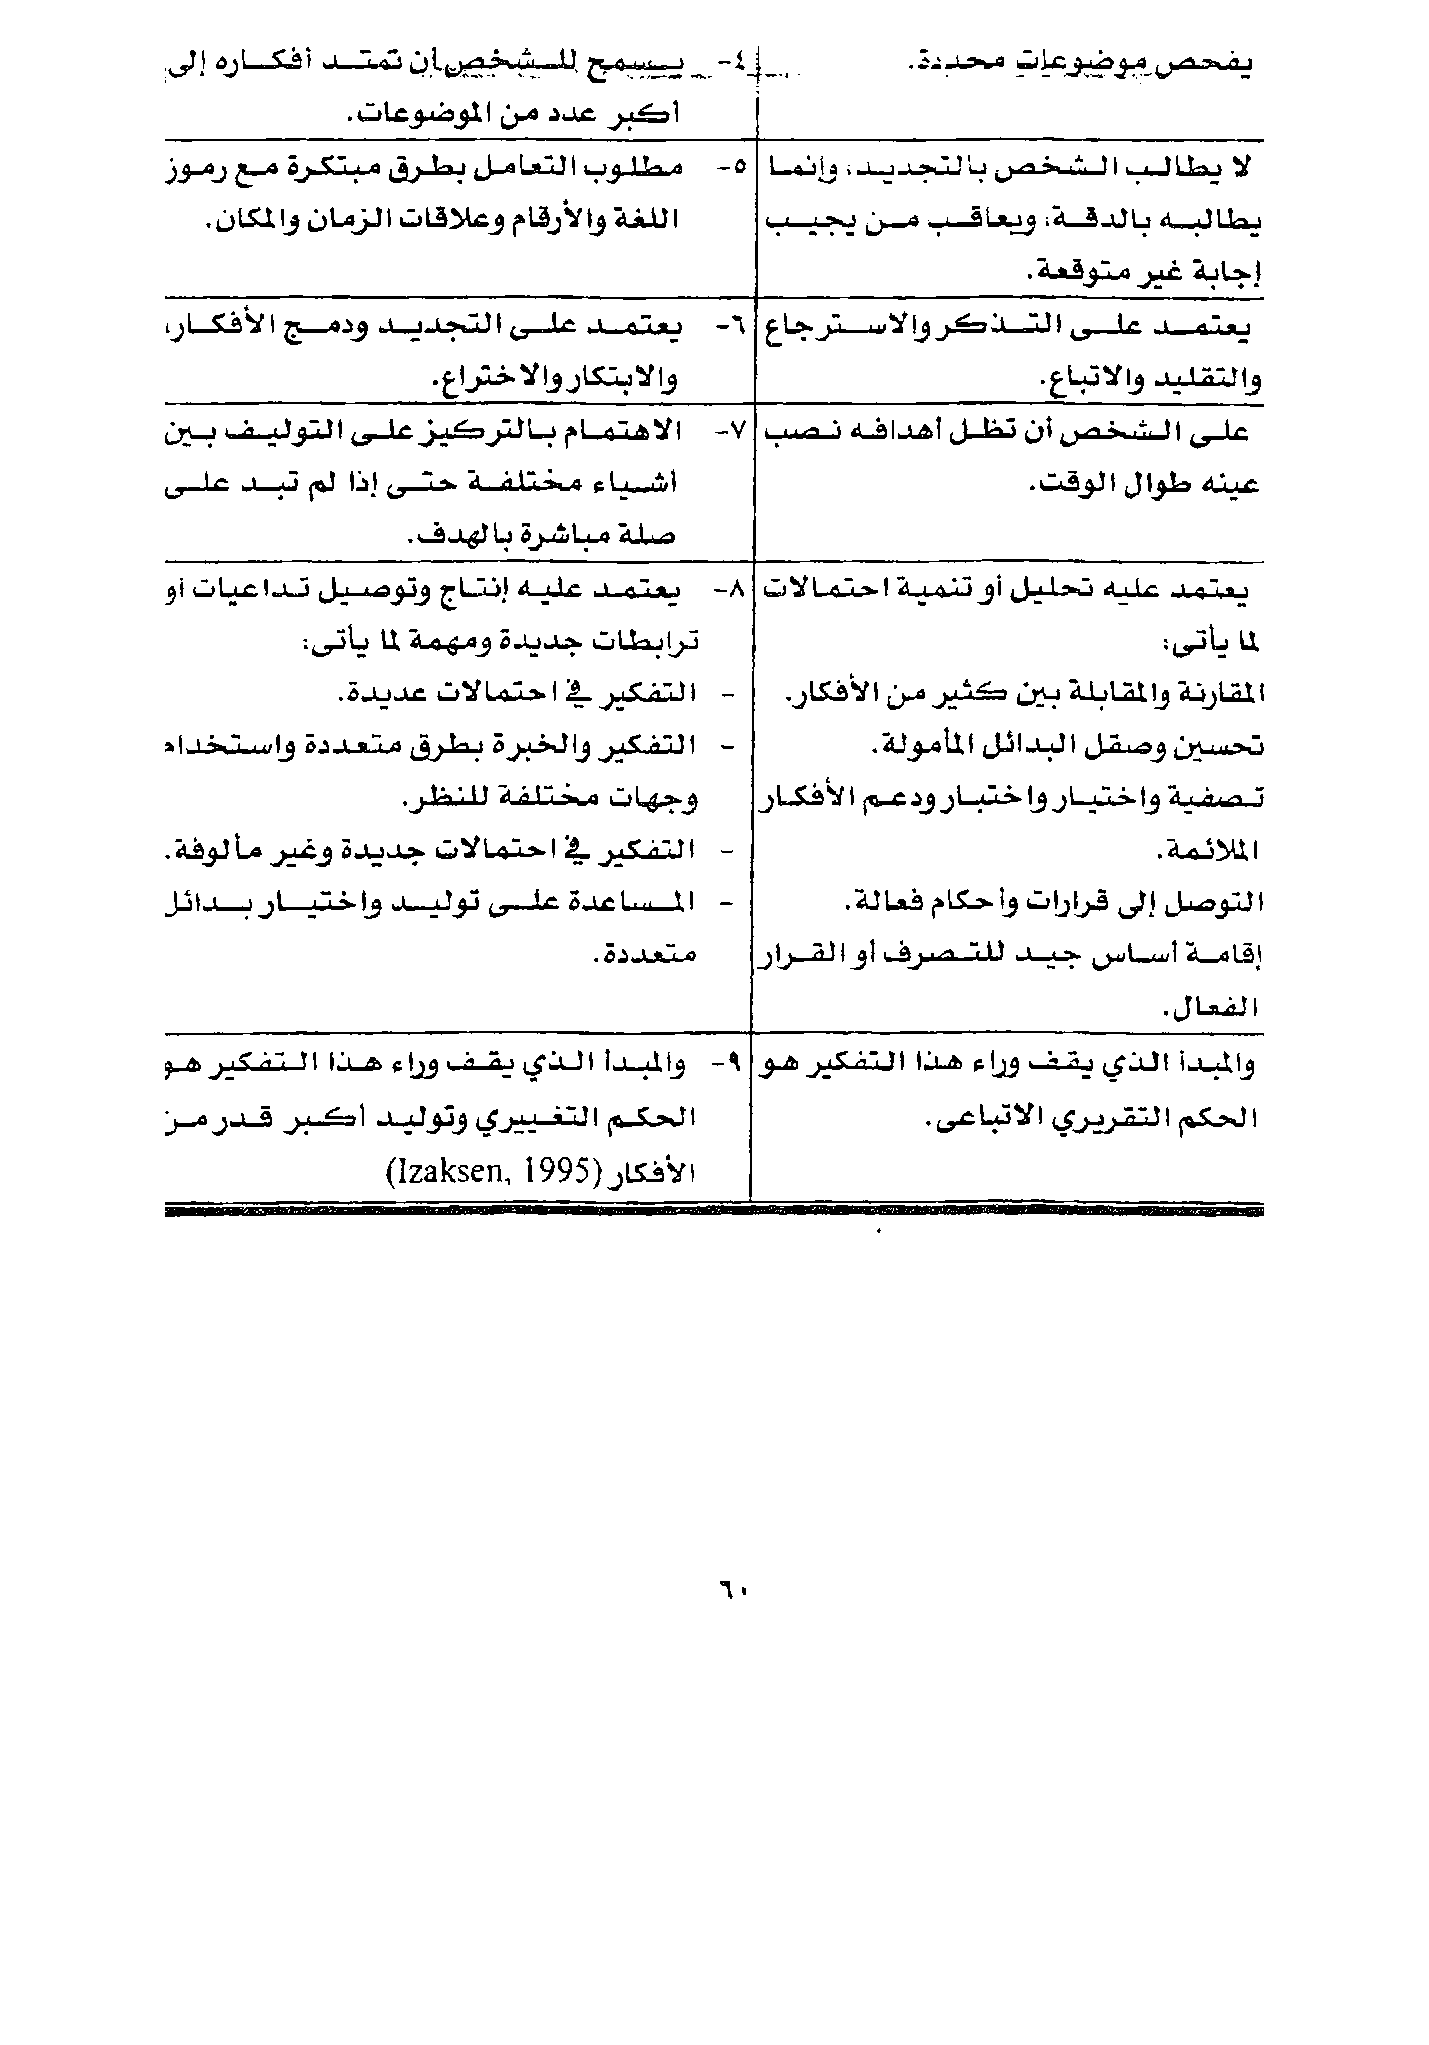 يفحص موضوعات محددة.
٤- يسمح للشخص أن تمتد أفكاره إلى
أكبر عدد من الموضوعات.
لا يطالب الشخص بالتجديد، وإنما
يطالبه بالدقة، ويعاقب من يجيب
إجابة غير متوقعة.
٥- مطلوب التعامل بطرق مبتكرة مع رموز
اللغة والأرقام وعلاقات الزمان والمكان.
يعتمد على التذكر والاسترجاع
والتقليد والاتباع.
٦- يعتمد على التجديد ودمج الأفكار،
والابتكار والاختراع.
على الشخص أن تظل أهدافه نصب
عينه طوال الوقت.
٧- الاهتمام بالتركيز على التوليف بين
أشياء مختلفة حتى إذا لم تبد على
صلة مباشرة بالهدف.
يعتمد عليه تحليل أو تنمية احتمالات
لما يأتى:
المقارنة والمقابلة بين كثير من الأفكار.
تحسين وصقل البدائل المأمولة.
تصفية واختيار واختبار ودعم الأفكار
الملائمة.
التوصل إلى قرارات وأحكام فعالة.
إقامة أساس جيد للتصرف أو القرار
الفعال.
٨- يعتمد عليه إنتاج وتوصيل تداعيات أو
ترابطات جديدة ومهمة لما يأتى:
- التفكير في احتمالات عديدة.
- التفكير والخبرة بطرق متعددة واستخدام
وجهات مختلفة للنظر.
- التفكير في احتمالات جديدة وغير مألوفة.
- المساعدة على توليد واختيار بدائل
متعددة.
والمبدأ الذي يقف وراء هذا التفكير هو
الحكم التقريري الاتباعى.
٩- والمبدأ الذي يقف وراء هذا التفكير هو
الحكم التغييري وتوليد أكبر قدر من
الأفكار (Izaksen, 1995)
٦٠